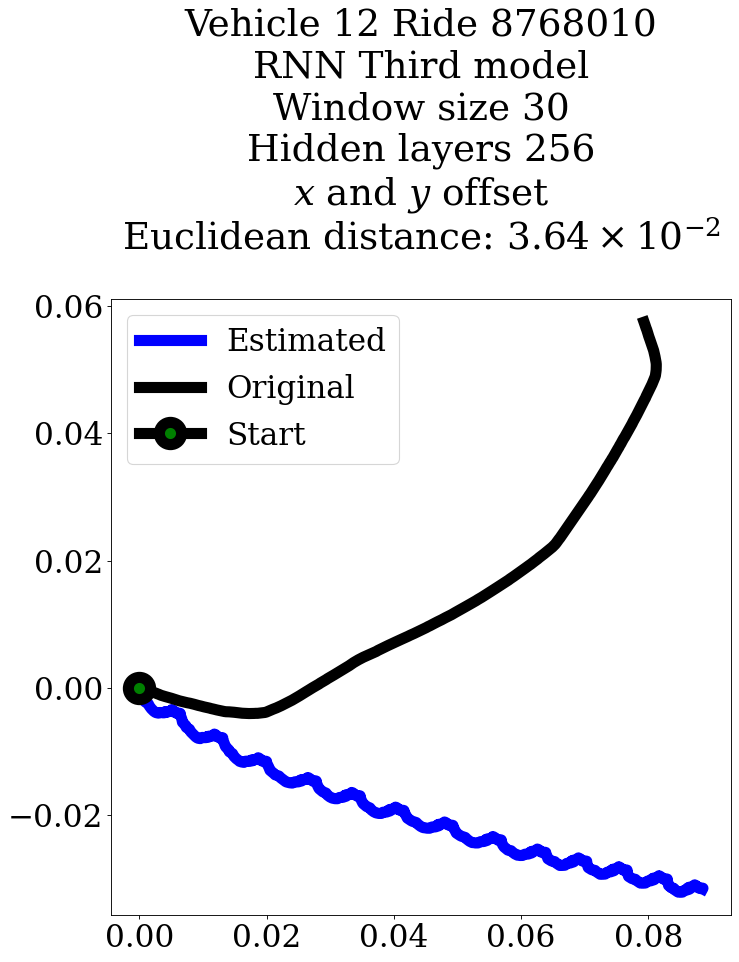 Vehicle 12 Ride 8768010
RNN Third model
Window size 30
Hidden layers 256
x and y offset
Euclidean distance: 3.64 × 10⁻²
Estimated
Original
Start
0.06
0.04
0.02
0.00
−0.02
0.00 0.02 0.04 0.06 0.08